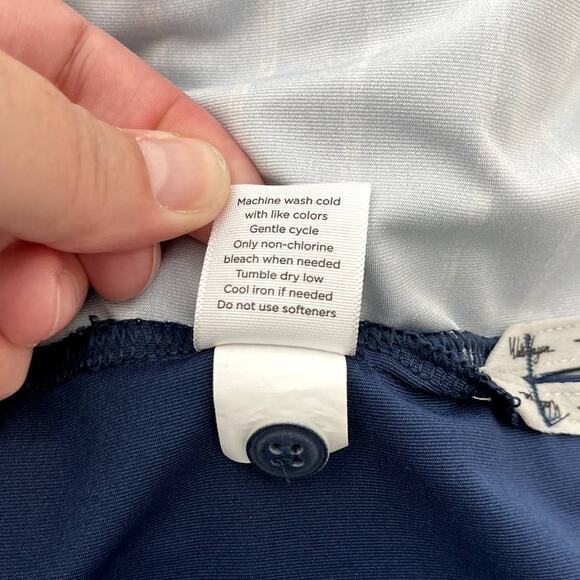 Machine wash cold
with like colors
Gentle cycle
Only non-chlorine
bleach when needed
Tumble dry low
Cool iron if needed
Do not use softeners